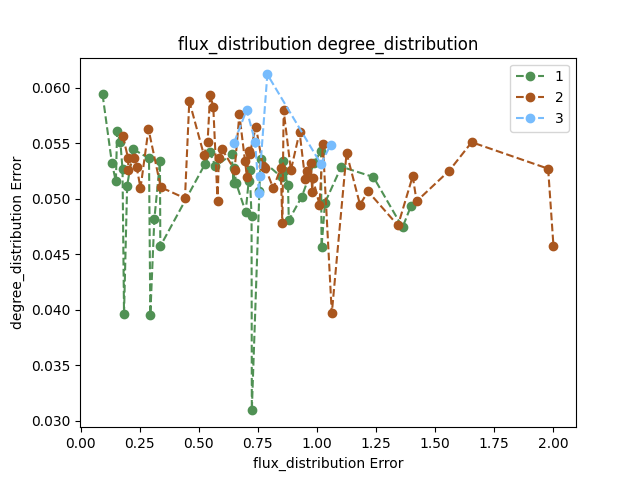 flux_distribution degree_distribution
1
2
3
degree_distribution Error
0.060
0.055
0.050
0.045
0.040
0.035
0.030
0.00 0.25 0.50 0.75 1.00 1.25 1.50 1.75 2.00
flux_distribution Error